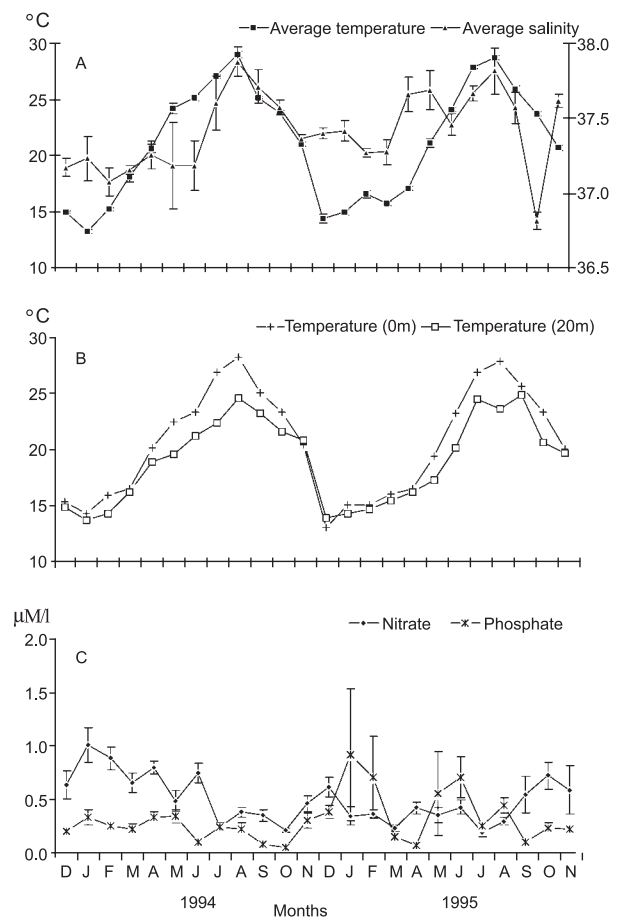 °C
Average temperature Average salinity
30 38.0
A
25 37.5
20
37.0
15
10 36.5
°C
Temperature (0m) Temperature (20m)
30
B
25
20
15
10
μM/l
Nitrate Phosphate
2.0
C
1.5
1.0
0.5
0.0
D J F M A M J J A S O N D J F M A M J J A S O N
1994 Months 1995